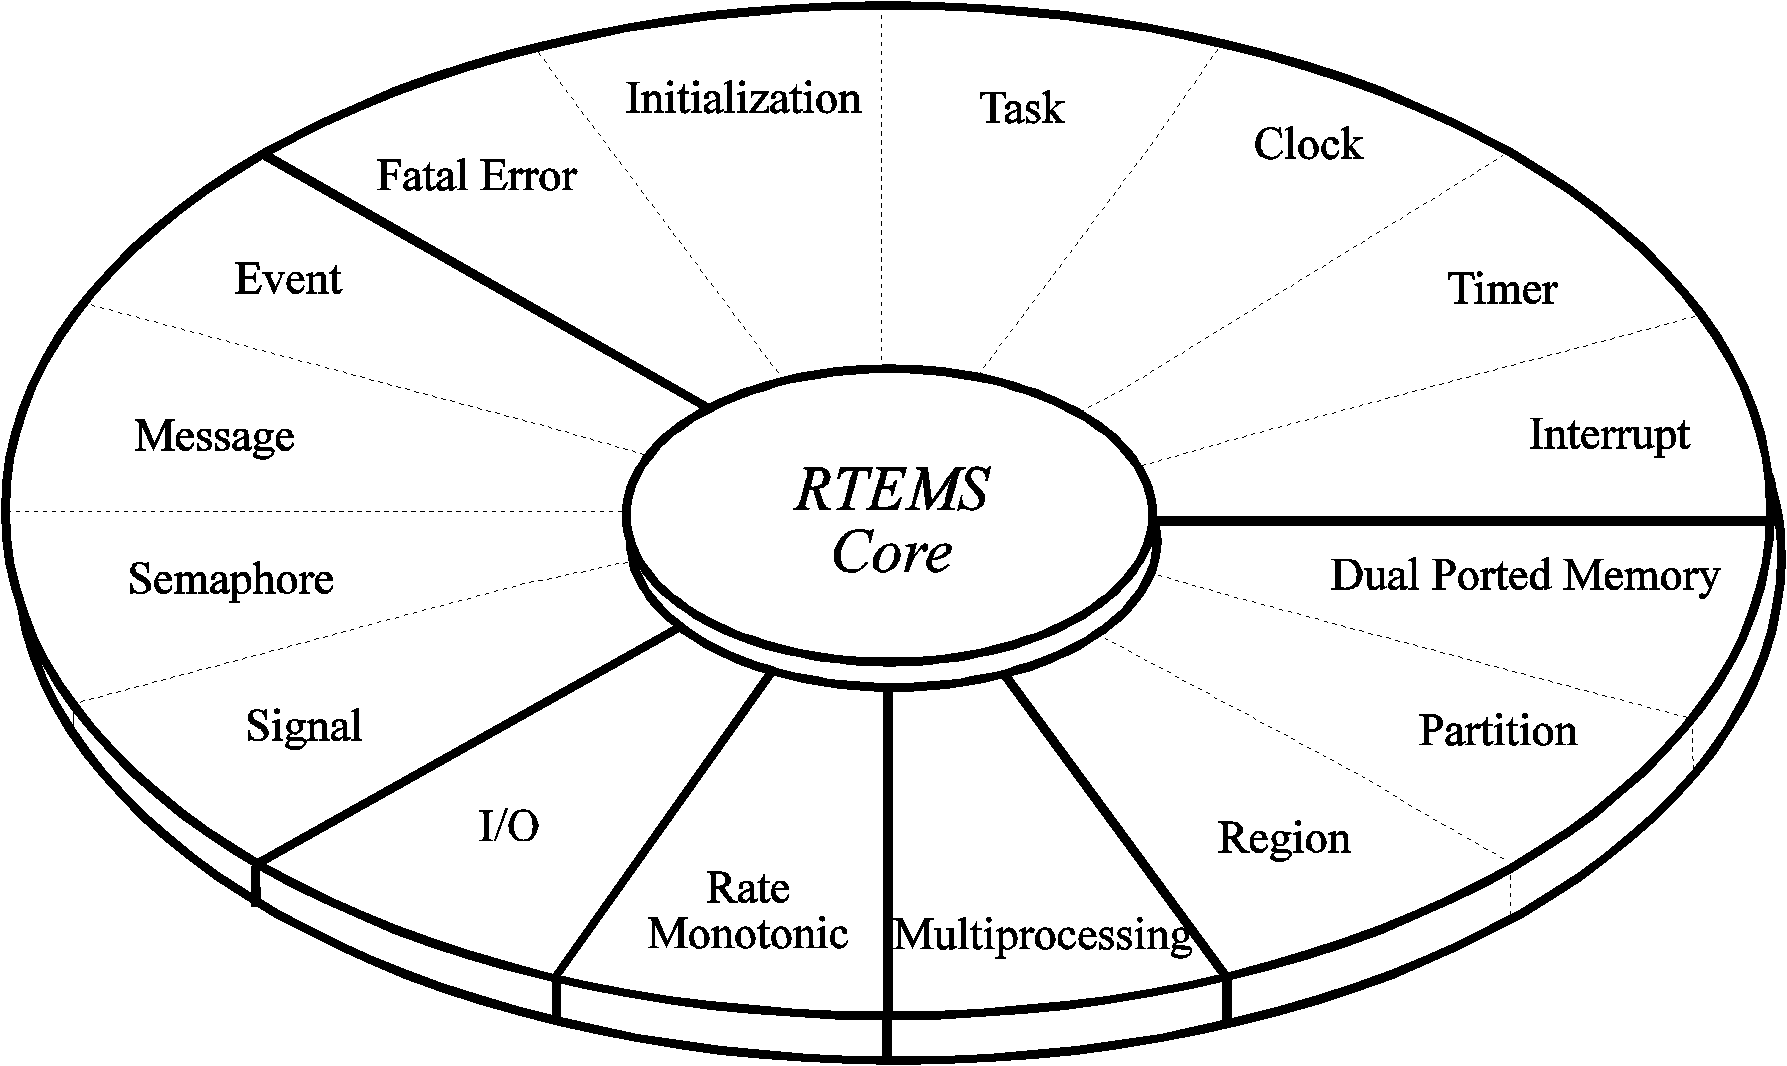 Initialization
Task
Clock
Fatal Error
Timer
Event
Interrupt
Message
RTEMS
Core
Semaphore
Dual Ported Memory
Signal
Partition
I/O
Region
Rate
Monotonic
Multiprocessing